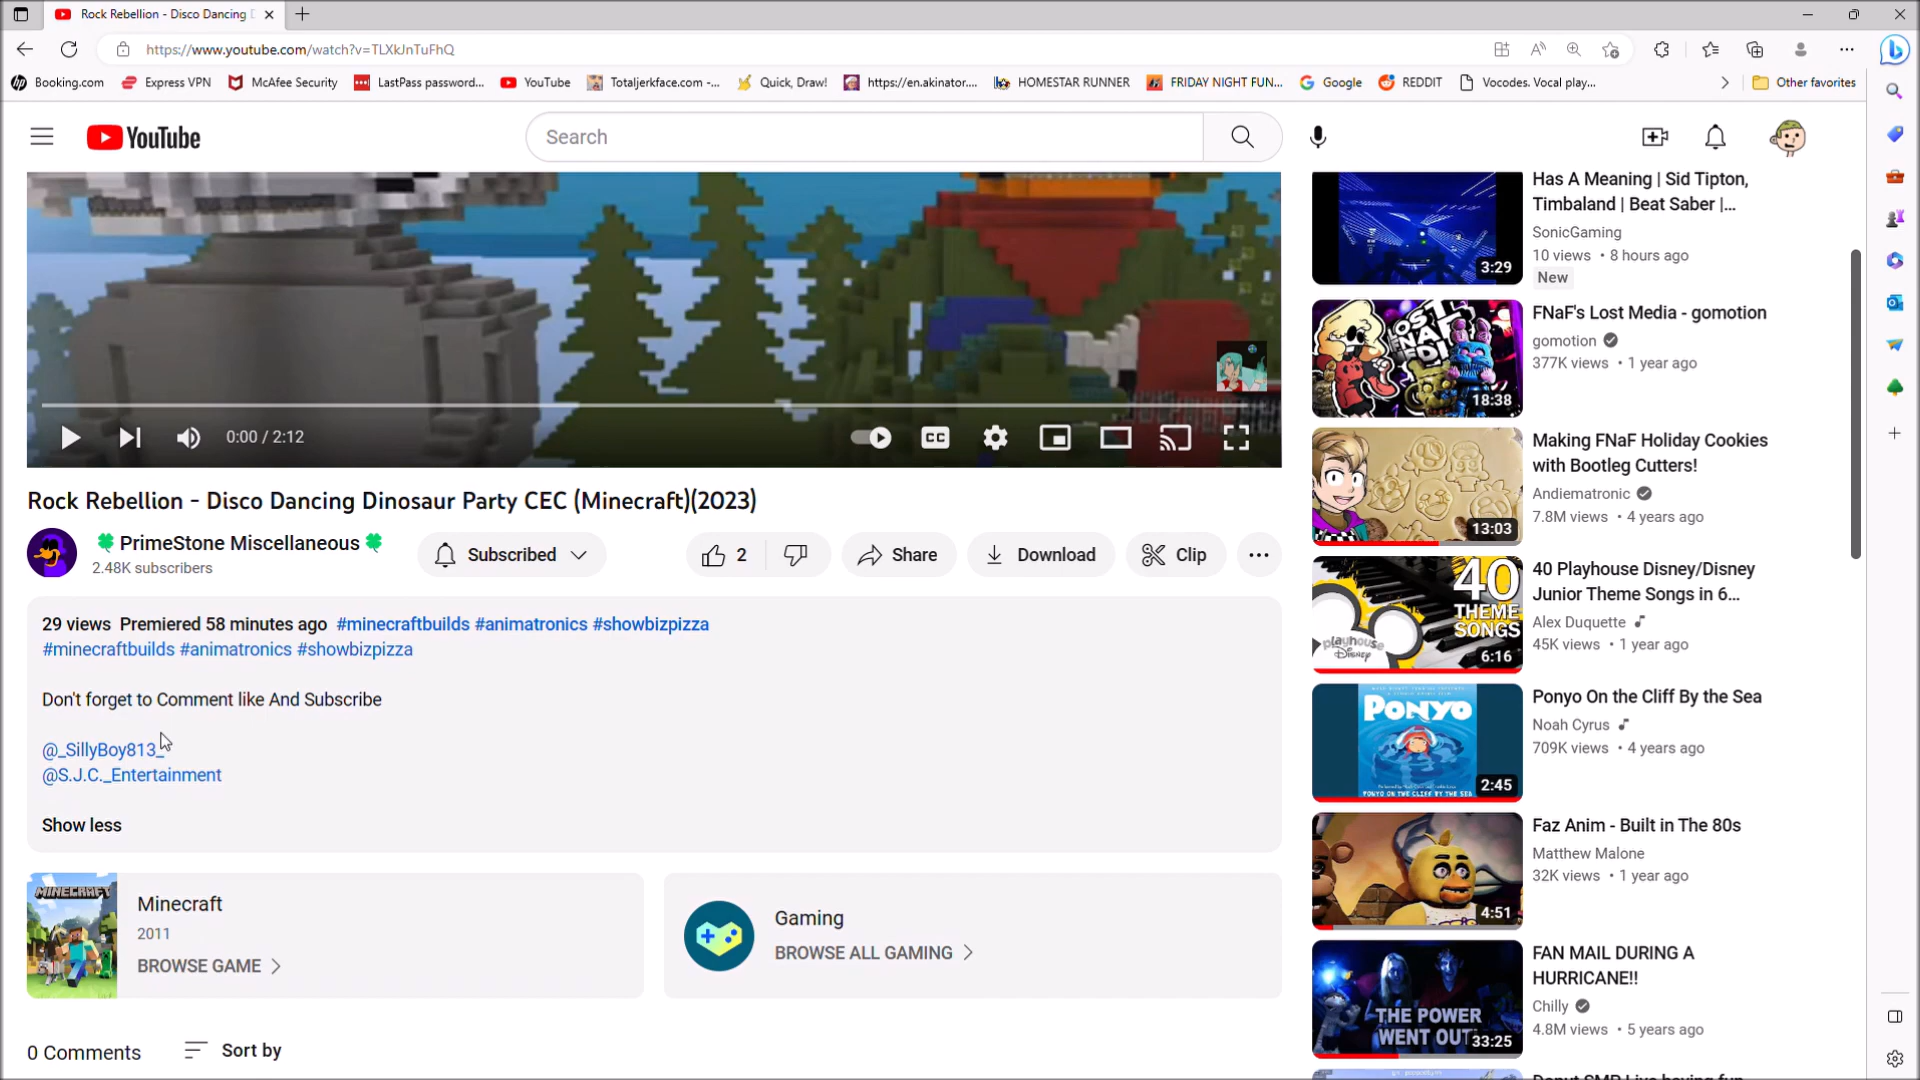 Rock Rebellion - Disco Dancing D
https://www.youtube.com/watch?v=TLXkJnTuFhQ
Booking.com
Express VPN
McAfee Security
LastPass password...
YouTube
Totaljerkface.com -...
Quick, Draw!
https://en.akinator....
HOMESTAR RUNNER
FRIDAY NIGHT FUN...
Google
REDDIT
Vocodes. Vocal play...
Other favorites
YouTube
Search
0:00 / 2:12
CC
Rock Rebellion - Disco Dancing Dinosaur Party CEC (Minecraft)(2023)
🍀 PrimeStone Miscellaneous 🍀
2.48K subscribers
Subscribed
2
Share
Download
Clip
29 views Premiered 58 minutes ago #minecraftbuilds #animatronics #showbizpizza
#minecraftbuilds #animatronics #showbizpizza
Don't forget to Comment like And Subscribe
@_SillyBoy813_
@S.J.C._Entertainment
Show less
MINECRAFT
Minecraft
2011
BROWSE GAME
Gaming
BROWSE ALL GAMING
0 Comments
Sort by
3:29
Has A Meaning | Sid Tipton,
Timbaland | Beat Saber |...
SonicGaming
10 views • 8 hours ago
New
18:38
FNaF's Lost Media - gomotion
gomotion
377K views • 1 year ago
13:03
Making FNaF Holiday Cookies
with Bootleg Cutters!
Andiematronic
7.8M views • 4 years ago
40
THEME
SONGS
playhouse
Disney
6:16
40 Playhouse Disney/Disney
Junior Theme Songs in 6...
Alex Duquette
45K views • 1 year ago
PONYO
PONYO ON THE CLIFF BY THE SEA
2:45
Ponyo On the Cliff By the Sea
Noah Cyrus
709K views • 4 years ago
4:51
Faz Anim - Built in The 80s
Matthew Malone
32K views • 1 year ago
THE POWER
WENT OUT
33:25
FAN MAIL DURING A
HURRICANE!!
Chilly
4.8M views • 5 years ago